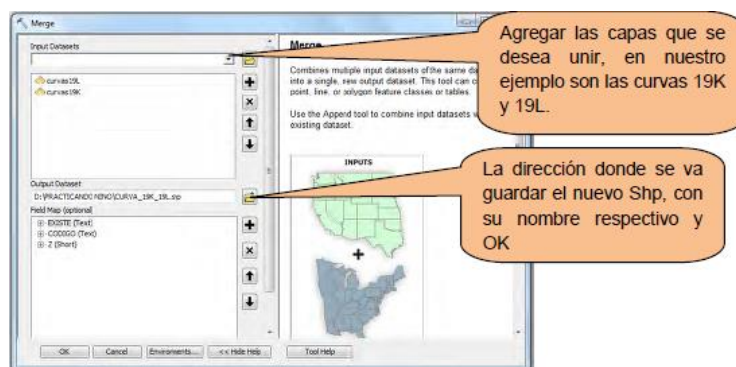 Merge
Input Datasets
curvas19L
curvas19K
Output Dataset
D:\PRACTICANDO NINO\CURVA_19K_19L.shp
Field Map (optional)
EXISTE (Text)
CODIGO (Text)
Z (Short)
OK Cancel Environments... << Hide Help Tool Help
Merge
Combines multiple input datasets of the same da
into a single, new output dataset. This tool can c
point, line, or polygon feature classes or tables.
Use the Append tool to combine input datasets
existing dataset.
INPUTS
+
Agregar las capas que se
desea unir, en nuestro
ejemplo son las curvas 19K
y 19L.
La dirección donde se va
guardar el nuevo Shp, con
su nombre respectivo y
OK